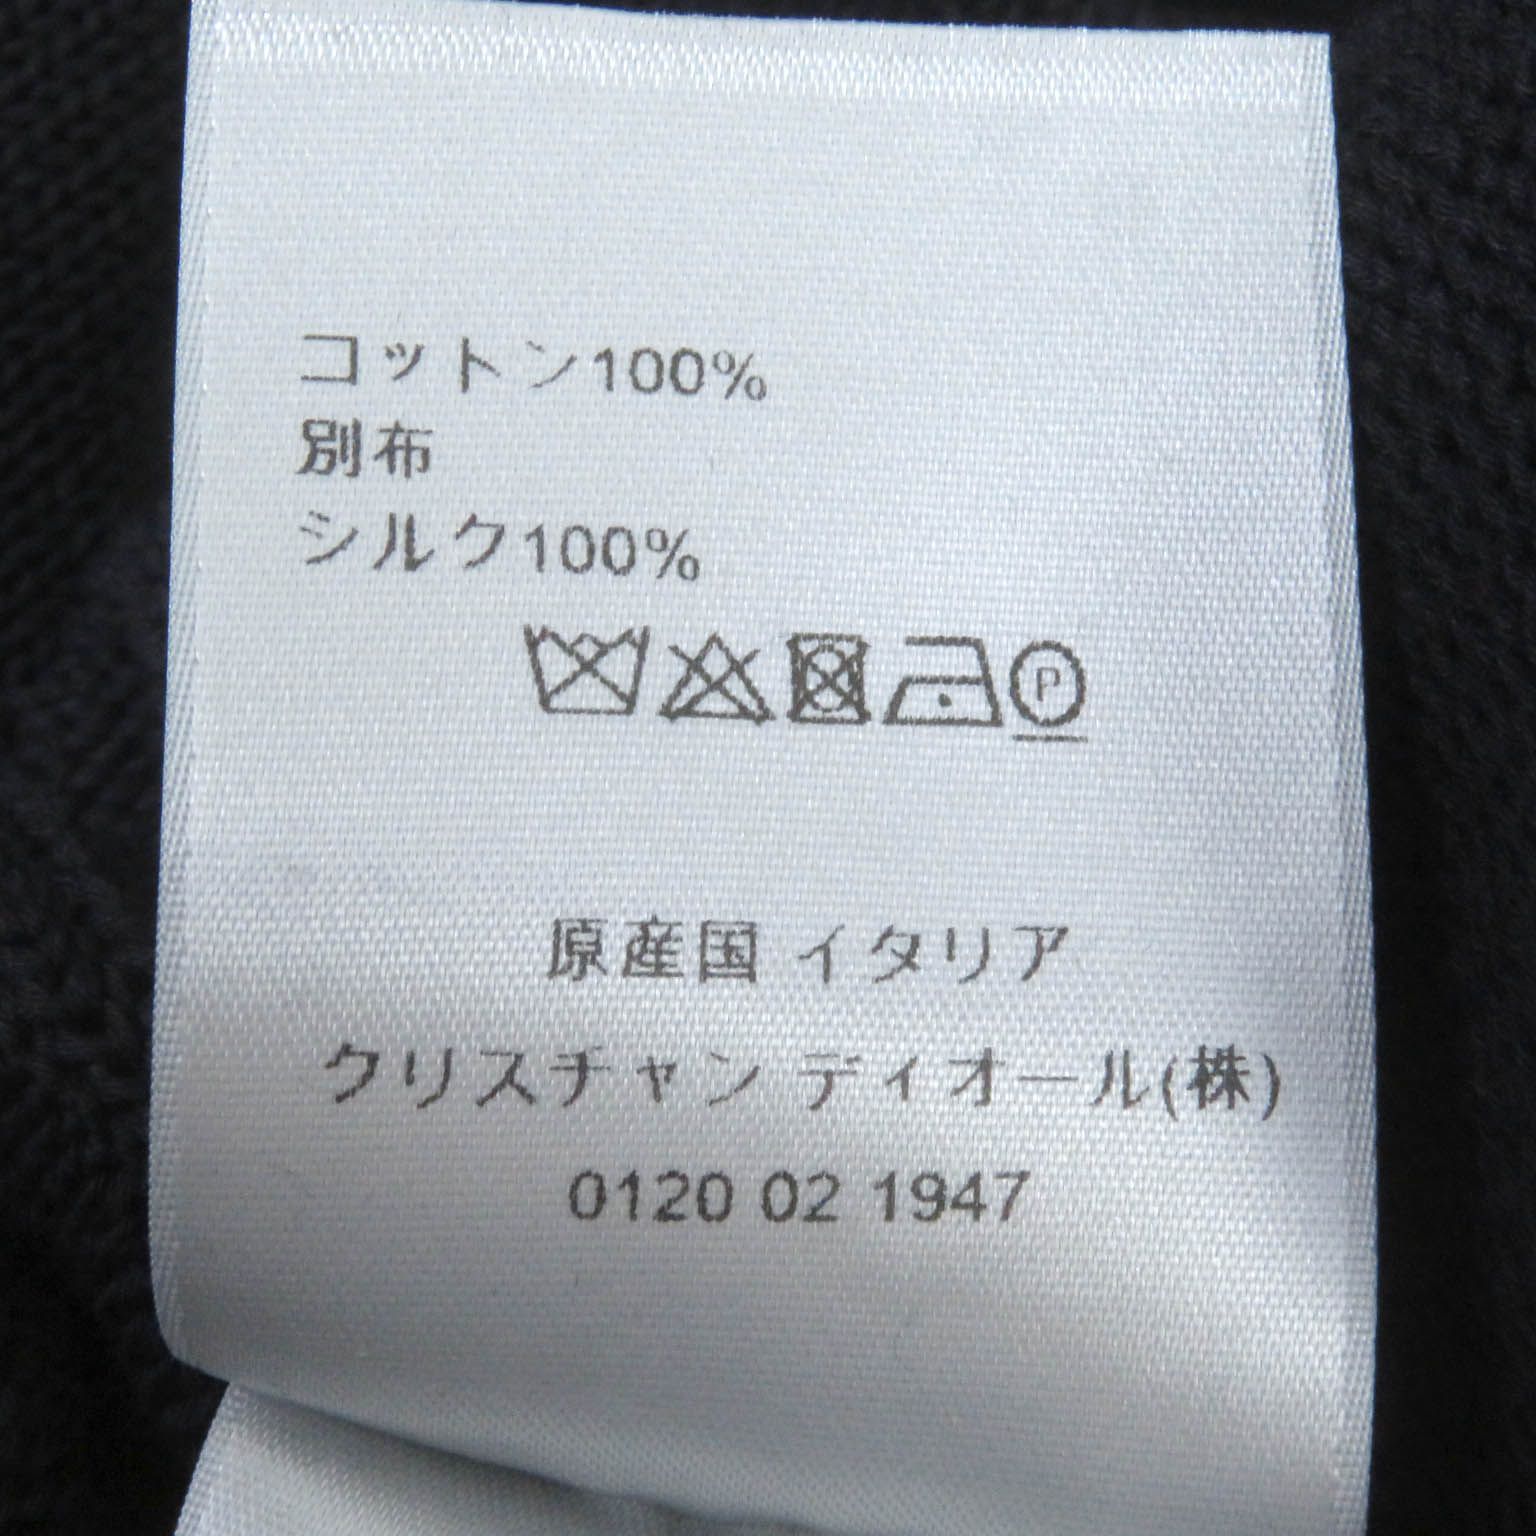 コットン100%
別布
シルク100%
P
原産国 イタリア
クリスチャン ディオール(株)
0120 02 1947